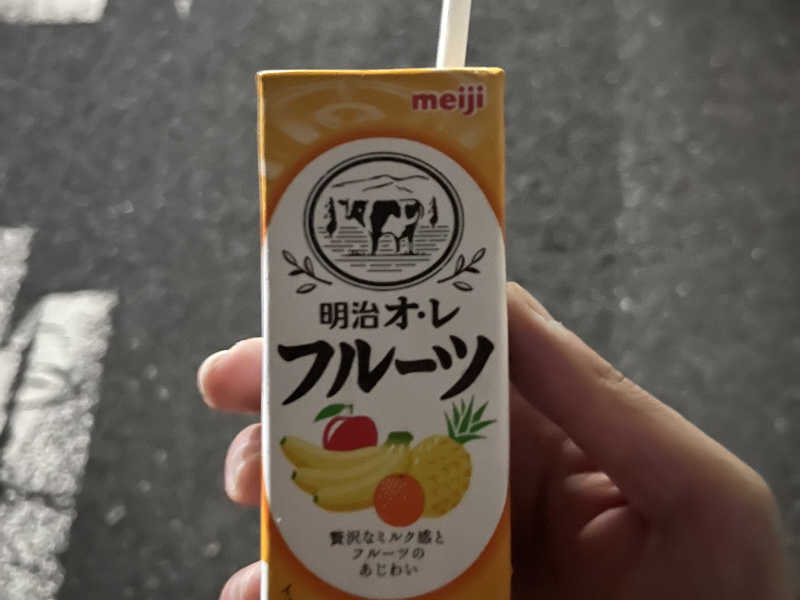 meiji
明治オ・レ
フルーツ
贅沢なミルク感と
フルーツの
あじわい